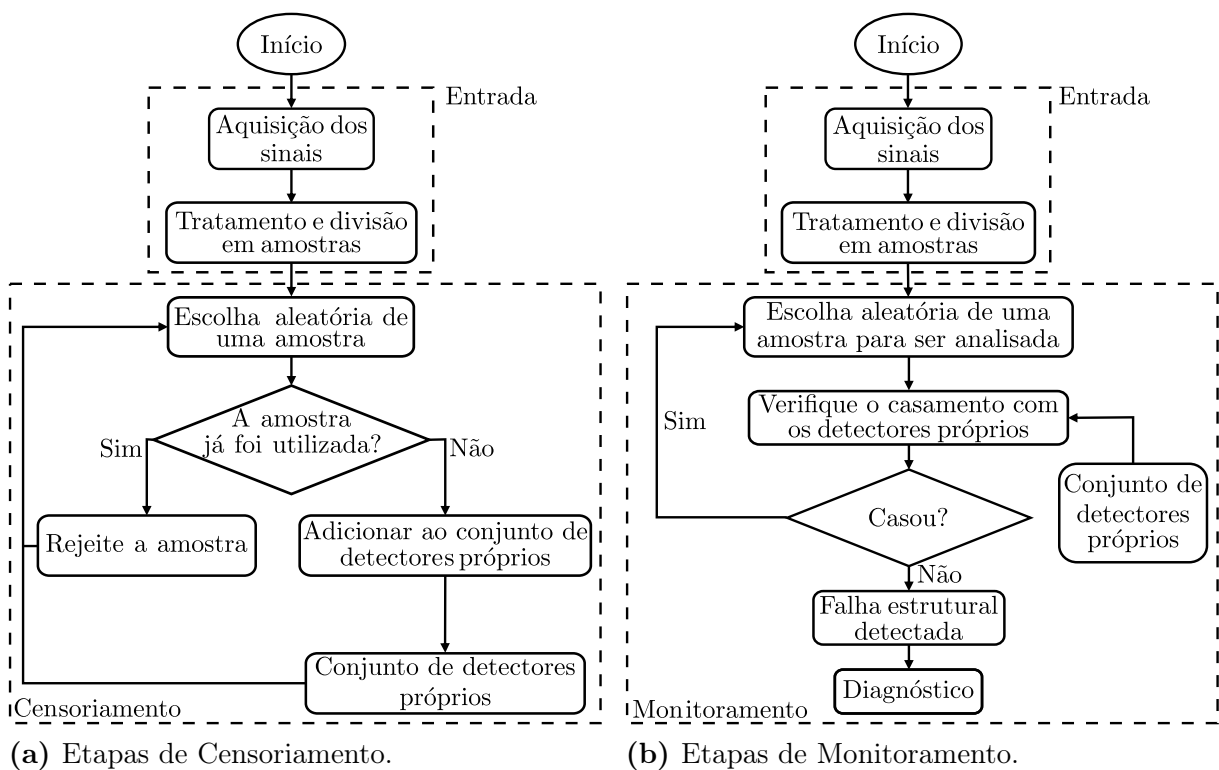 Início
Entrada
Aquisição dos
sinais
Tratamento e divisão
em amostras
Escolha aleatória de
uma amostra
A amostra
já foi utilizada?
Sim
Não
Rejeite a amostra
Adicionar ao conjunto de
detectores próprios
Conjunto de detectores
próprios
Censoriamento
(a) Etapas de Censoriamento.
Início
Entrada
Aquisição dos
sinais
Tratamento e divisão
em amostras
Escolha aleatória de uma
amostra para ser analisada
Sim
Verifique o casamento com
os detectores próprios
Conjunto de
detectores
próprios
Casou?
Não
Falha estrutural
detectada
Diagnóstico
Monitoramento
(b) Etapas de Monitoramento.